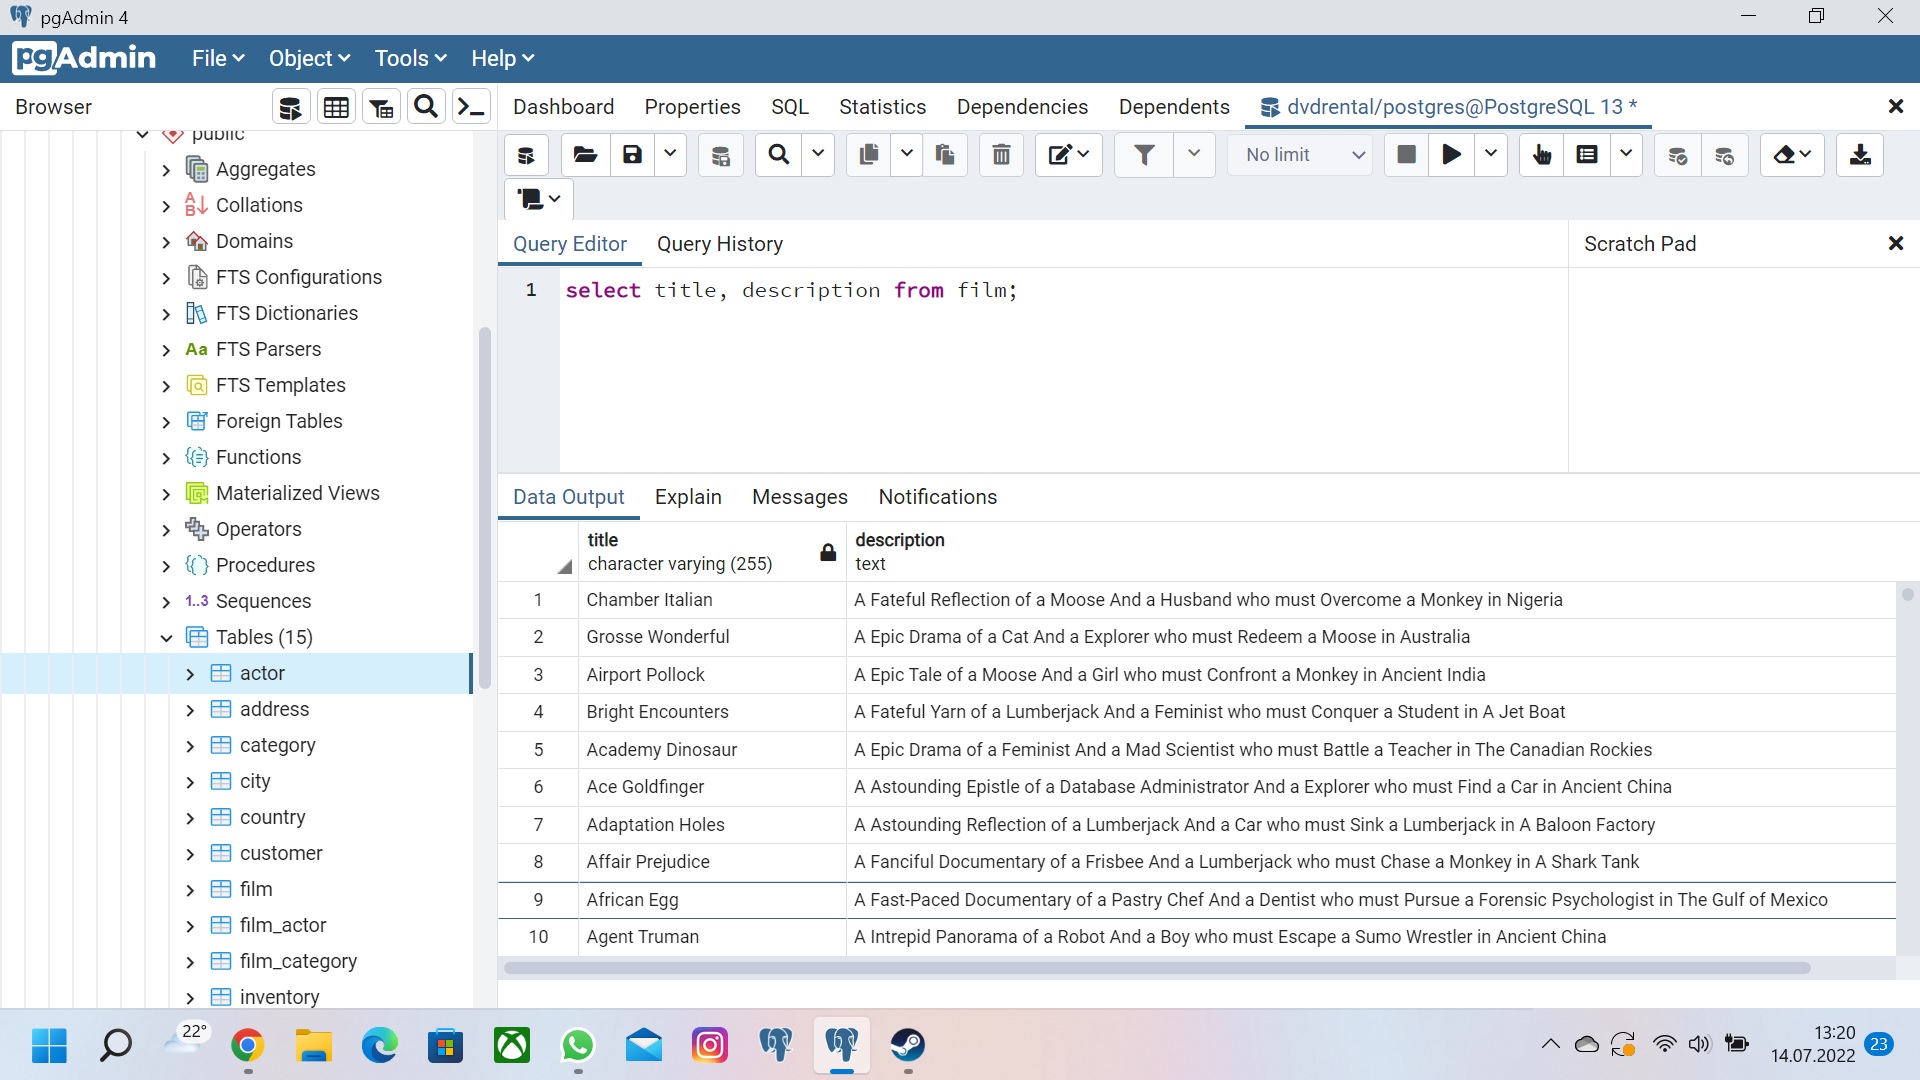 pgAdmin 4
pgAdmin File Object Tools Help
Browser
Dashboard Properties SQL Statistics Dependencies Dependents dvdrental/postgres@PostgreSQL 13 *
public
Aggregates
Collations
Domains
FTS Configurations
FTS Dictionaries
Aa FTS Parsers
FTS Templates
Foreign Tables
Functions
Materialized Views
Operators
Procedures
1..3 Sequences
Tables (15)
actor
address
category
city
country
customer
film
film_actor
film_category
inventory
No limit
Query Editor Query History
Scratch Pad
1 select title, description from film;
Data Output Explain Messages Notifications
title description
character varying (255) text
1 Chamber Italian A Fateful Reflection of a Moose And a Husband who must Overcome a Monkey in Nigeria
2 Grosse Wonderful A Epic Drama of a Cat And a Explorer who must Redeem a Moose in Australia
3 Airport Pollock A Epic Tale of a Moose And a Girl who must Confront a Monkey in Ancient India
4 Bright Encounters A Fateful Yarn of a Lumberjack And a Feminist who must Conquer a Student in A Jet Boat
5 Academy Dinosaur A Epic Drama of a Feminist And a Mad Scientist who must Battle a Teacher in The Canadian Rockies
6 Ace Goldfinger A Astounding Epistle of a Database Administrator And a Explorer who must Find a Car in Ancient China
7 Adaptation Holes A Astounding Reflection of a Lumberjack And a Car who must Sink a Lumberjack in A Baloon Factory
8 Affair Prejudice A Fanciful Documentary of a Frisbee And a Lumberjack who must Chase a Monkey in A Shark Tank
9 African Egg A Fast-Paced Documentary of a Pastry Chef And a Dentist who must Pursue a Forensic Psychologist in The Gulf of Mexico
10 Agent Truman A Intrepid Panorama of a Robot And a Boy who must Escape a Sumo Wrestler in Ancient China
22°
13:20
14.07.2022
23